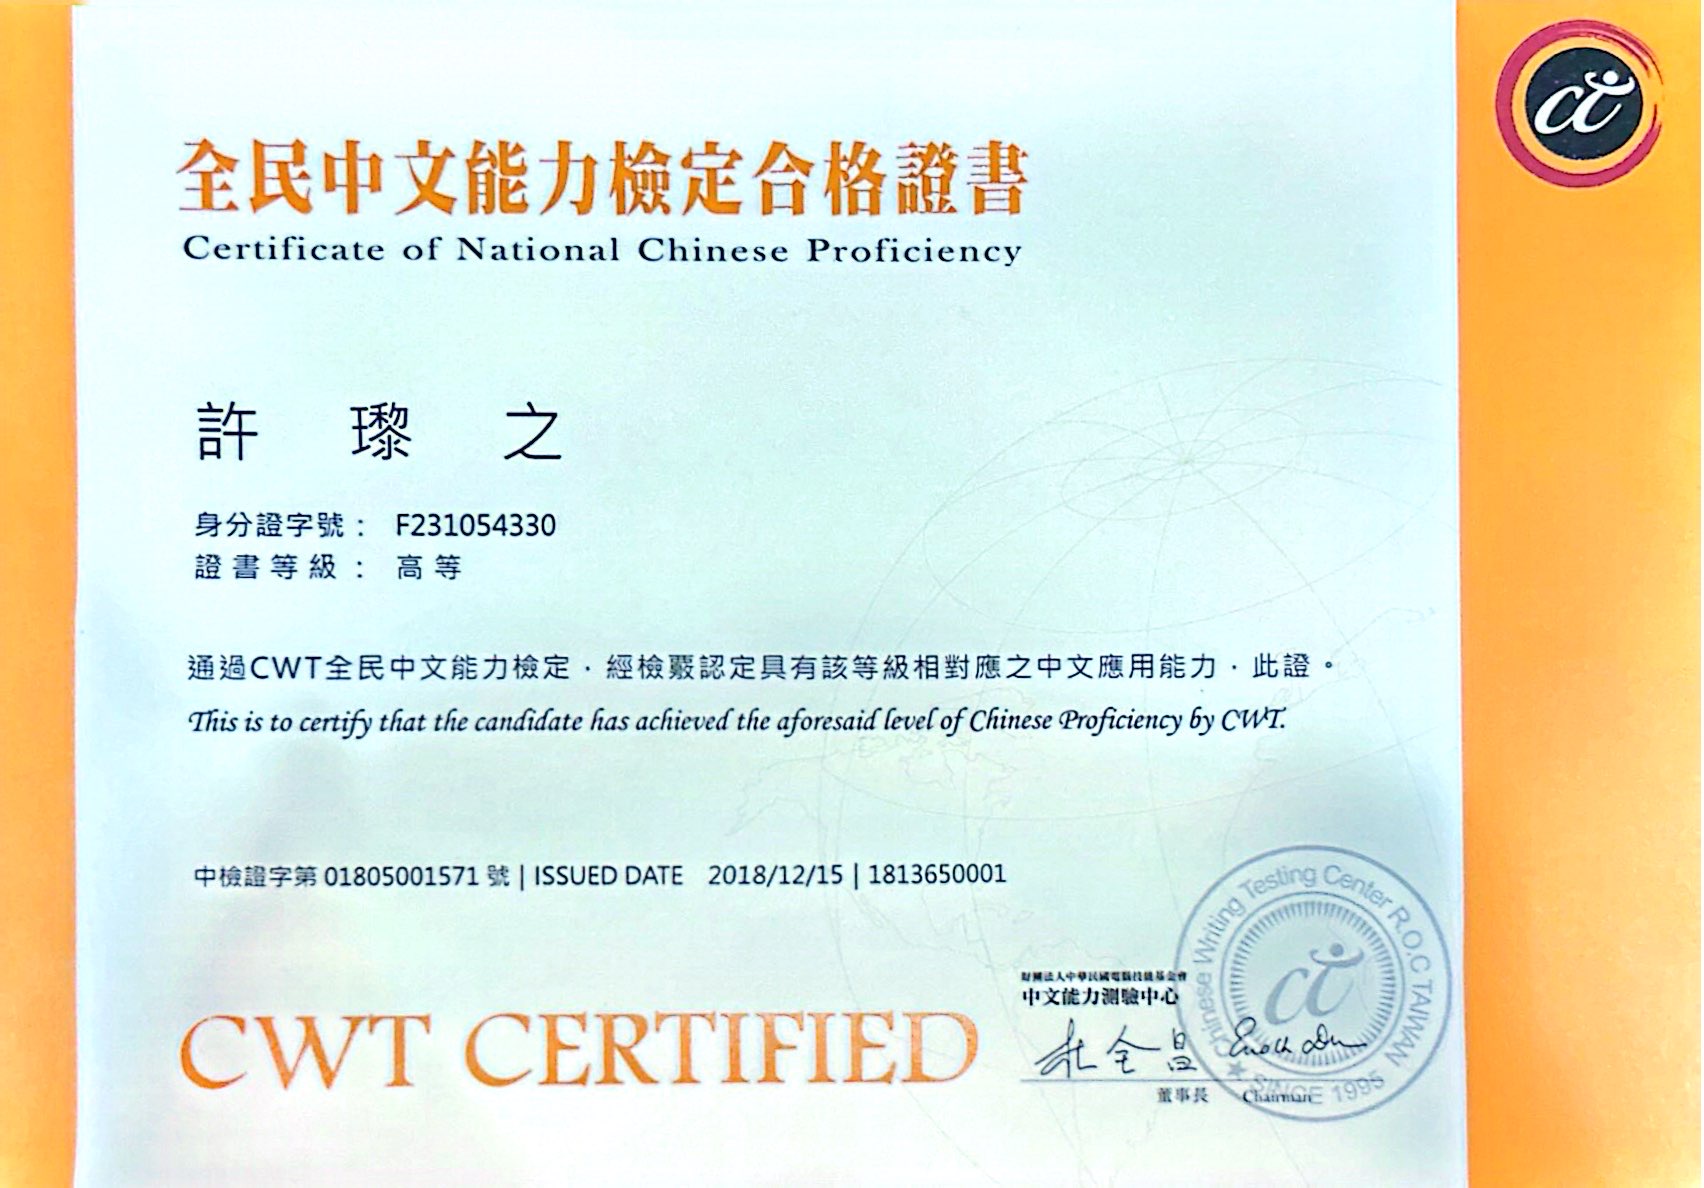 全民中文能力檢定合格證書
Certificate of National Chinese Proficiency
許 瓈 之
身分證字號： F231054330
證書等級： 高等
通過CWT全民中文能力檢定，經檢覈認定具有該等級相對應之中文應用能力，此證。
This is to certify that the candidate has achieved the aforesaid level of Chinese Proficiency by CWT.
中檢證字第 01805001571 號 | ISSUED DATE 2018/12/15 | 1813650001
CWT CERTIFIED
財團法人中華民國電腦技能基金會
中文能力測驗中心
杜全昌
董事長 Chairman
Chinese Writing Testing Center R.O.C TAIWAN
ct
★ SINCE 1995
ct